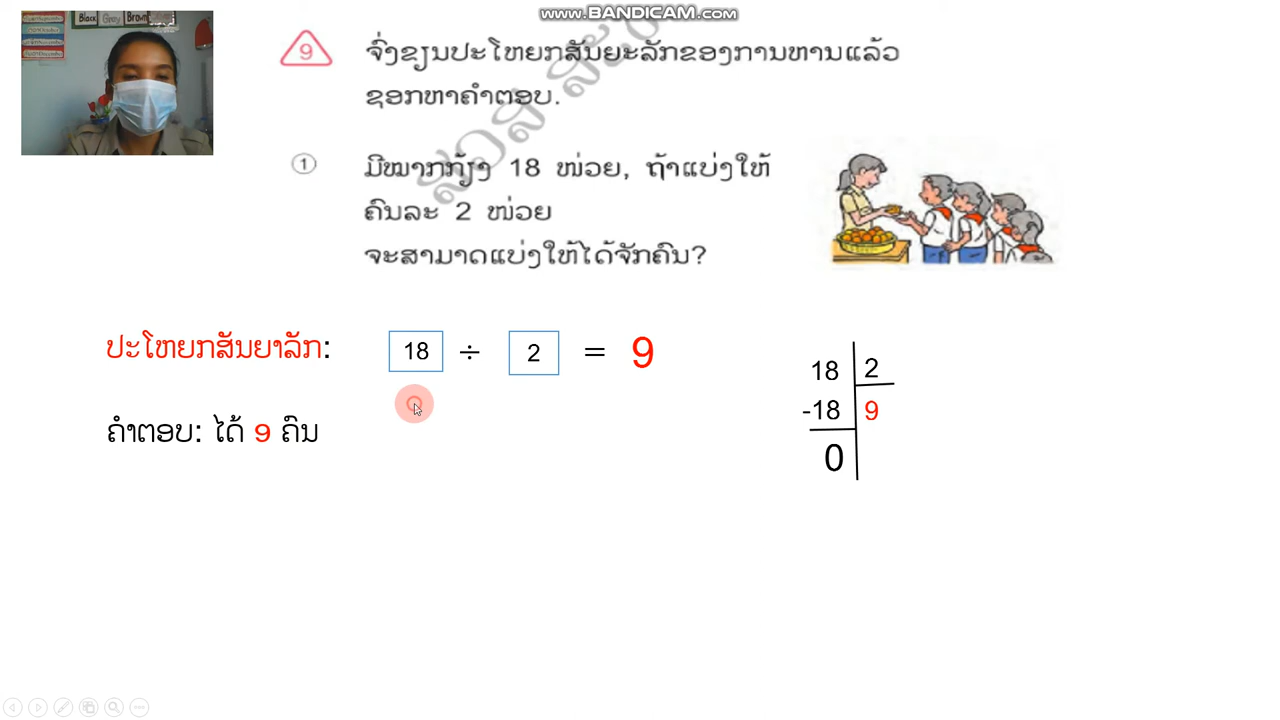 www.BANDICAM.com
Black Grey Brown
9 ຈົ່ງຂຽນປະໂຫຍກສັນຍະລັກຂອງການຫານແລ້ວ
ຊອກຫາຄຳຕອບ.
1 ມີໝາກກ້ຽງ 18 ໜ່ວຍ, ຖ້າແບ່ງໃຫ້
ຄົນລະ 2 ໜ່ວຍ
ຈະສາມາດແບ່ງໃຫ້ໄດ້ຈັກຄົນ?
ປະໂຫຍກສັນຍາລັກ: 18 ÷ 2 = 9
ຄຳຕອບ: ໄດ້ 9 ຄົນ
18 2
-18 9
0